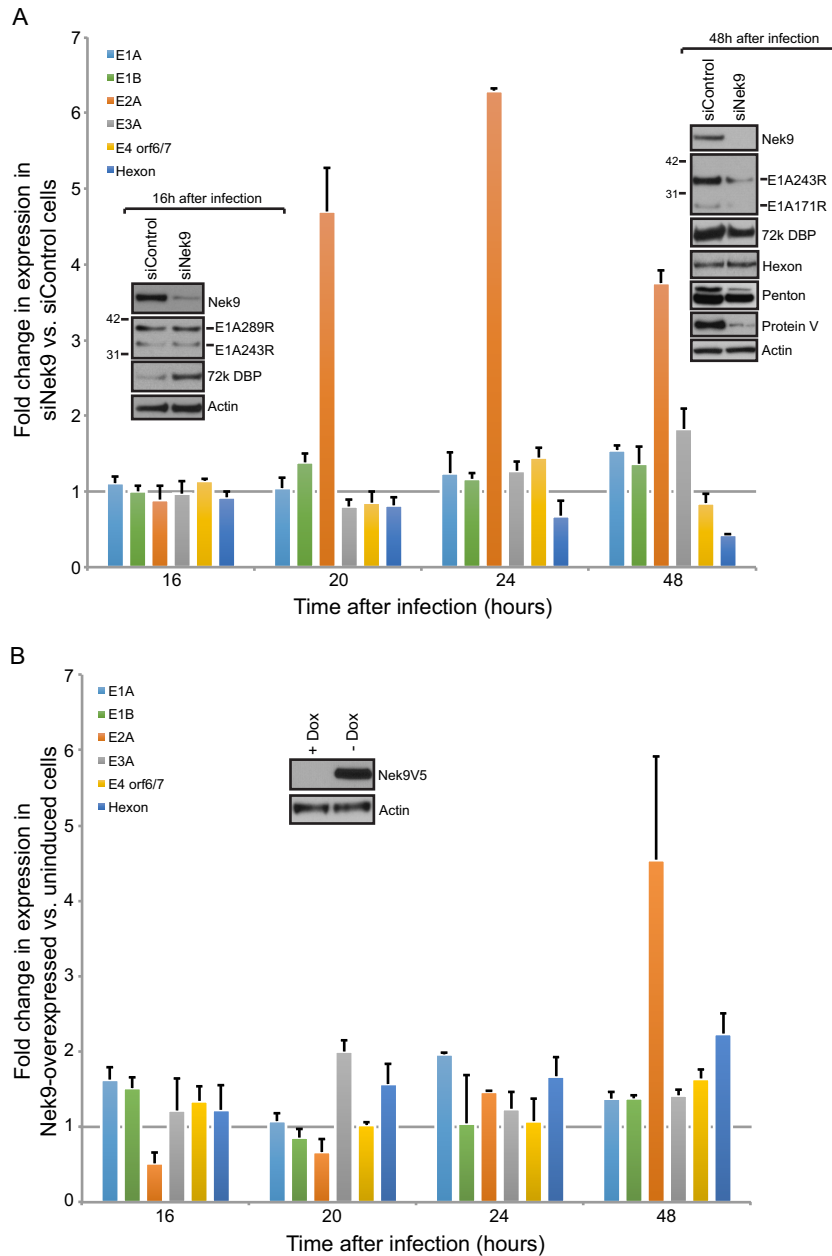 A
Fold change in expression in
siNek9 vs. siControl cells
7
6
5
4
3
2
1
0
E1A
E1B
E2A
E3A
E4 orf6/7
Hexon
16h after infection
siControl
siNek9
Nek9
42
E1A289R
E1A243R
31
72k DBP
Actin
48h after infection
siControl
siNek9
Nek9
42
E1A243R
31
E1A171R
72k DBP
Hexon
Penton
Protein V
Actin
16
20
24
48
Time after infection (hours)
B
Fold change in expression in
Nek9-overexpressed vs. uninduced cells
7
6
5
4
3
2
1
0
E1A
E1B
E2A
E3A
E4 orf6/7
Hexon
+ Dox
- Dox
Nek9V5
Actin
16
20
24
48
Time after infection (hours)